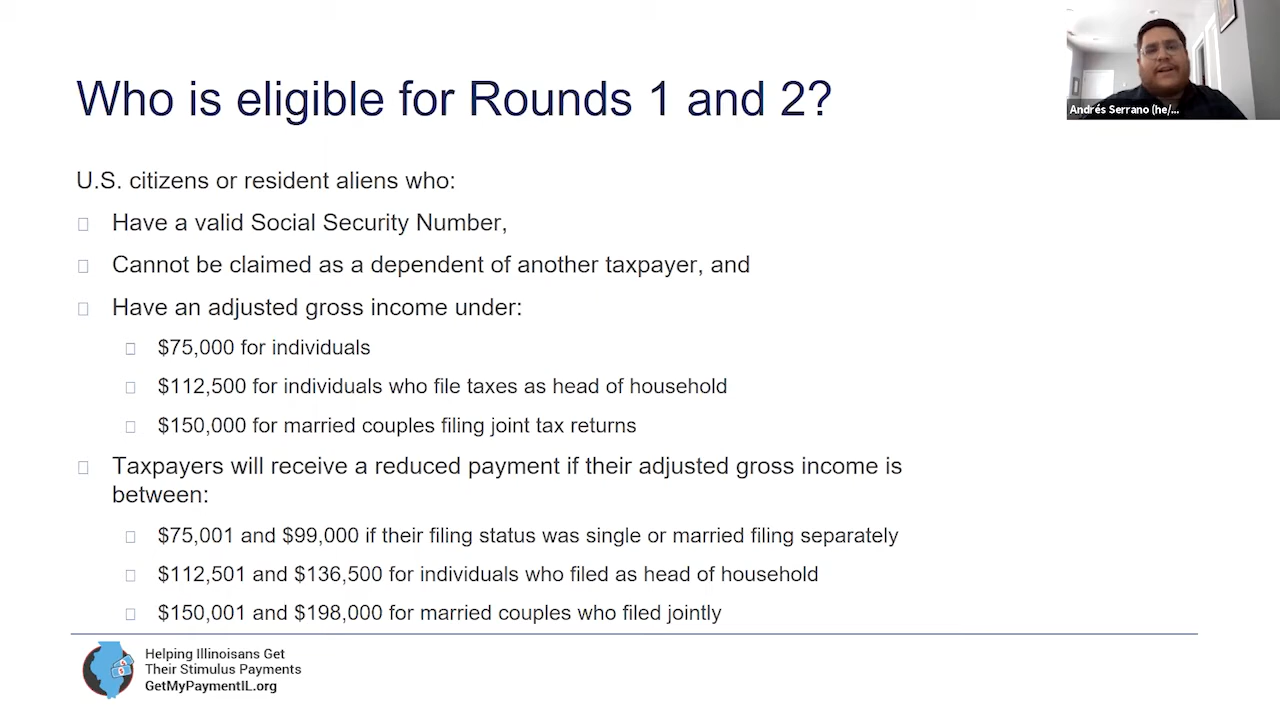 Who is eligible for Rounds 1 and 2?
Andrés Serrano (he/...
U.S. citizens or resident aliens who:
Have a valid Social Security Number,
Cannot be claimed as a dependent of another taxpayer, and
Have an adjusted gross income under:
$75,000 for individuals
$112,500 for individuals who file taxes as head of household
$150,000 for married couples filing joint tax returns
Taxpayers will receive a reduced payment if their adjusted gross income is
between:
$75,001 and $99,000 if their filing status was single or married filing separately
$112,501 and $136,500 for individuals who filed as head of household
$150,001 and $198,000 for married couples who filed jointly
Helping Illinoisans Get
Their Stimulus Payments
GetMyPaymentIL.org